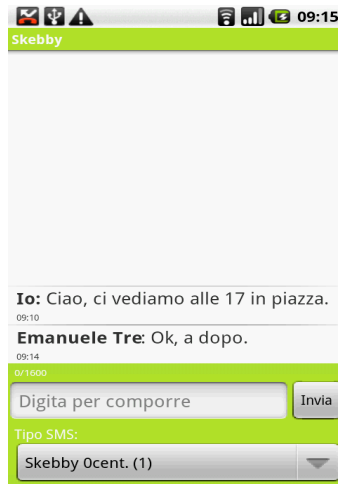 09:15
Skebby
Io: Ciao, ci vediamo alle 17 in piazza.
09:10
Emanuele Tre: Ok, a dopo.
09:14
0/1600
Digita per comporre
Invia
Tipo SMS:
Skebby 0cent. (1)